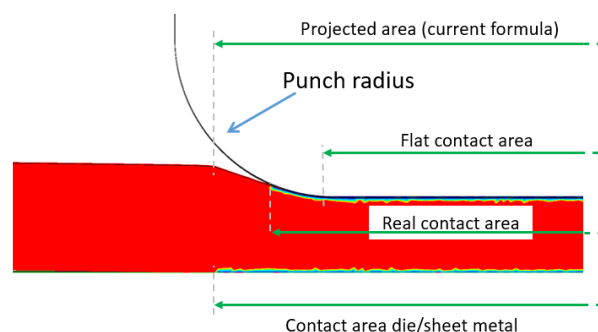 Projected area (current formula)
Punch radius
Flat contact area
Real contact area
Contact area die/sheet metal